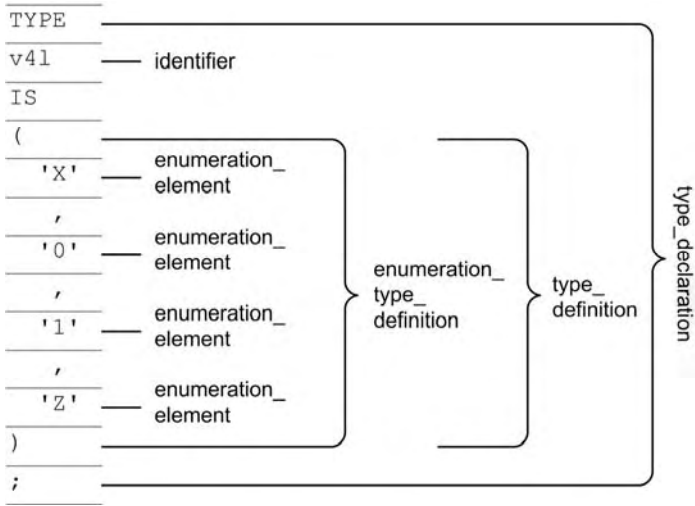 TYPE
v4l identifier
IS
(
'X' enumeration_
element
,
'0' enumeration_
element
,
'1' enumeration_
element
,
'Z' enumeration_
element
)
;
enumeration_
type_
definition
type_
definition
type_declaration